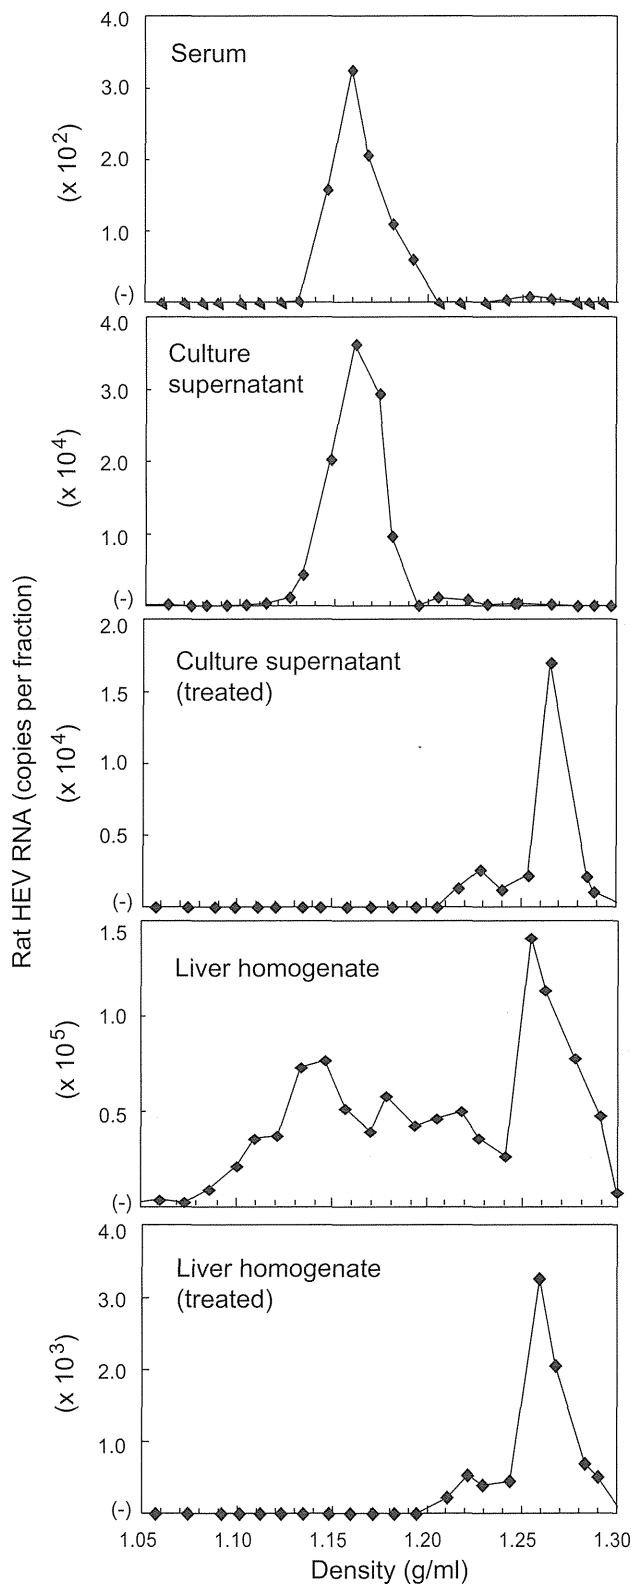 Rat HEV RNA (copies per fraction)
4.0
Serum
3.0
(x 10²)
2.0
1.0
(-)
4.0
Culture
supernatant
3.0
(x 10⁴)
2.0
1.0
(-)
2.0
Culture supernatant
(treated)
1.5
(x 10⁴)
1.0
0.5
(-)
1.5
Liver homogenate
1.0
(x 10⁵)
0.5
(-)
4.0
Liver homogenate
(treated)
3.0
(x 10³)
2.0
1.0
(-)
1.05 1.10 1.15 1.20 1.25 1.30
Density (g/ml)